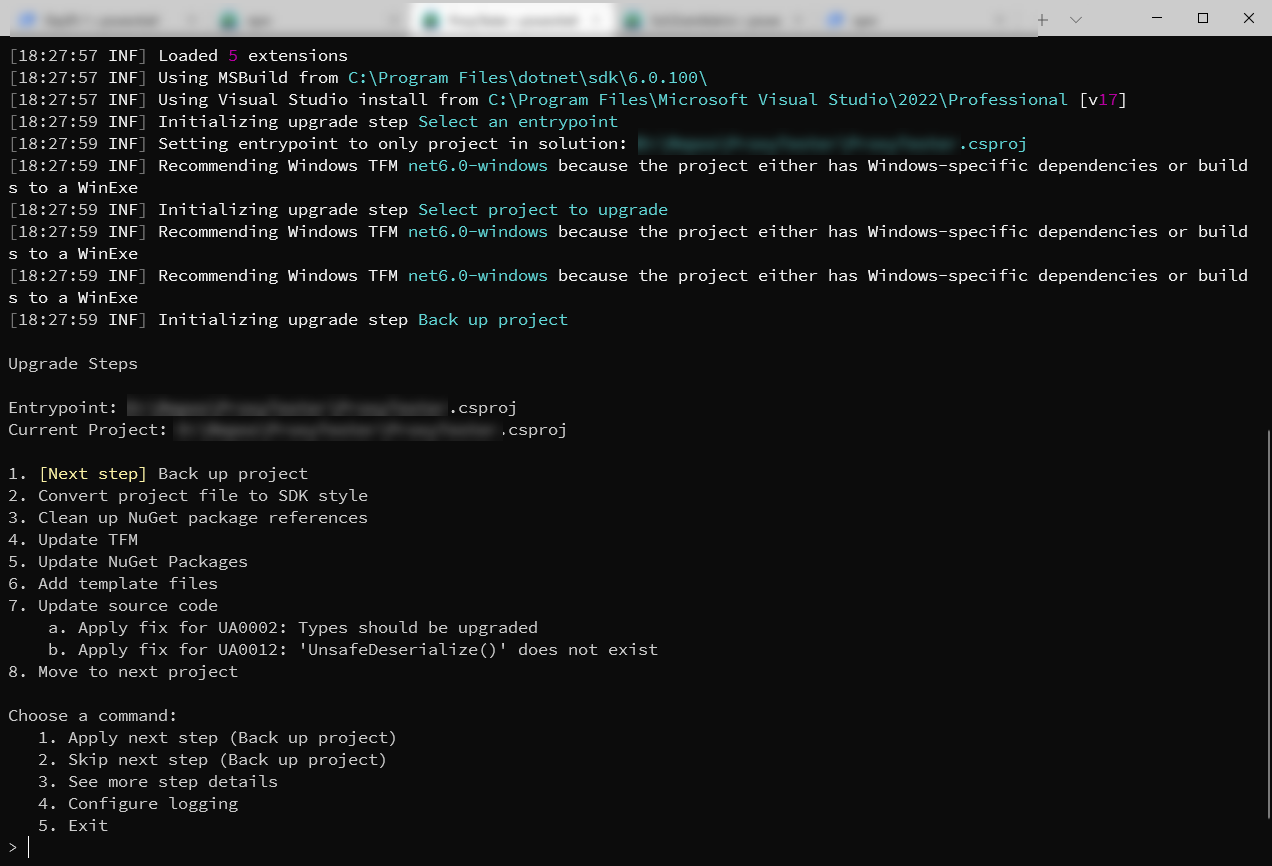 [18:27:57 INF] Loaded 5 extensions
[18:27:57 INF] Using MSBuild from C:\Program Files\dotnet\sdk\6.0.100\
[18:27:57 INF] Using Visual Studio install from C:\Program Files\Microsoft Visual Studio\2022\Professional [v17]
[18:27:59 INF] Initializing upgrade step Select an entrypoint
[18:27:59 INF] Setting entrypoint to only project in solution: .csproj
[18:27:59 INF] Recommending Windows TFM net6.0-windows because the project either has Windows-specific dependencies or build
s to a WinExe
[18:27:59 INF] Initializing upgrade step Select project to upgrade
[18:27:59 INF] Recommending Windows TFM net6.0-windows because the project either has Windows-specific dependencies or build
s to a WinExe
[18:27:59 INF] Recommending Windows TFM net6.0-windows because the project either has Windows-specific dependencies or build
s to a WinExe
[18:27:59 INF] Initializing upgrade step Back up project
Upgrade Steps
Entrypoint: .csproj
Current Project: .csproj
1. [Next step] Back up project
2. Convert project file to SDK style
3. Clean up NuGet package references
4. Update TFM
5. Update NuGet Packages
6. Add template files
7. Update source code
a. Apply fix for UA0002: Types should be upgraded
b. Apply fix for UA0012: 'UnsafeDeserialize()' does not exist
8. Move to next project
Choose a command:
1. Apply next step (Back up project)
2. Skip next step (Back up project)
3. See more step details
4. Configure logging
5. Exit
>